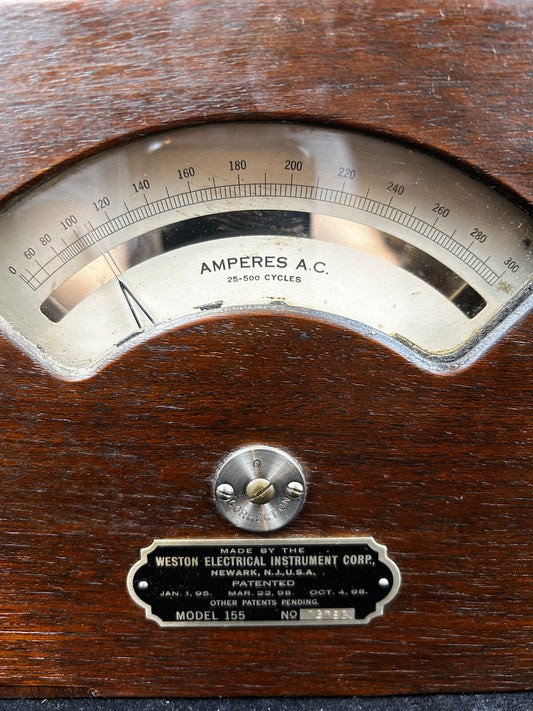 0 60 80 100 120 140 160 180 200 220 240 260 280 300
AMPERES A.C.
25-500 CYCLES
CORRECTION
MADE BY THE
WESTON ELECTRICAL INSTRUMENT CORP.,
NEWARK, N.J., U.S.A.
PATENTED
JAN. 1, 95. MAR. 22, 98. OCT. 4, 98.
OTHER PATENTS PENDING.
MODEL 155 NO